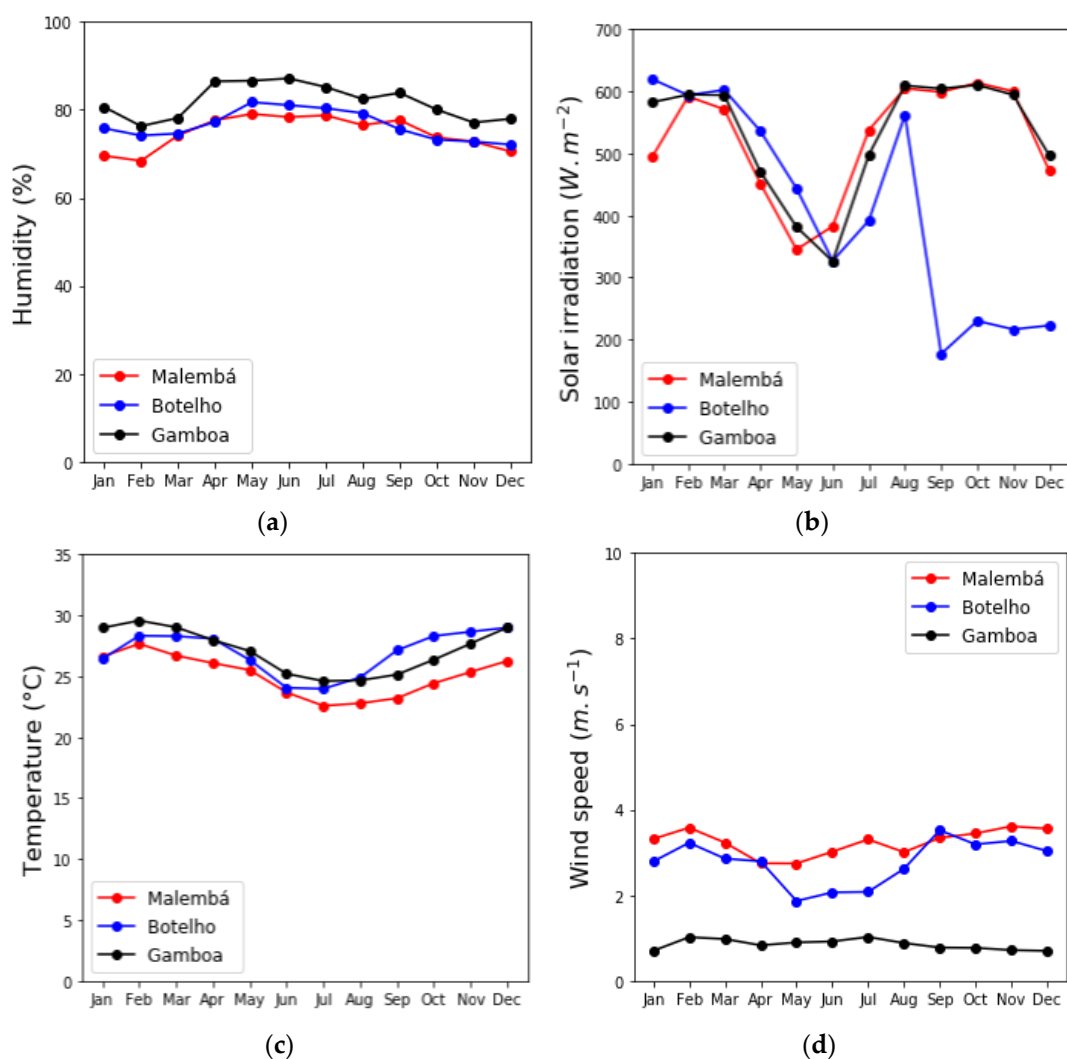 100
80
60
40
20
0
Humidity (%)
Malembá
Botelho
Gamboa
Jan Feb Mar Apr May Jun Jul Aug Sep Oct Nov Dec
(a)
700
600
500
400
300
200
100
0
Solar irradiation (W.m⁻²)
Malembá
Botelho
Gamboa
Jan Feb Mar Apr May Jun Jul Aug Sep Oct Nov Dec
(b)
35
30
25
20
15
10
5
0
Temperature (°C)
Malembá
Botelho
Gamboa
Jan Feb Mar Apr May Jun Jul Aug Sep Oct Nov Dec
(c)
10
8
6
4
2
0
Wind speed (m.s⁻¹)
Malembá
Botelho
Gamboa
Jan Feb Mar Apr May Jun Jul Aug Sep Oct Nov Dec
(d)